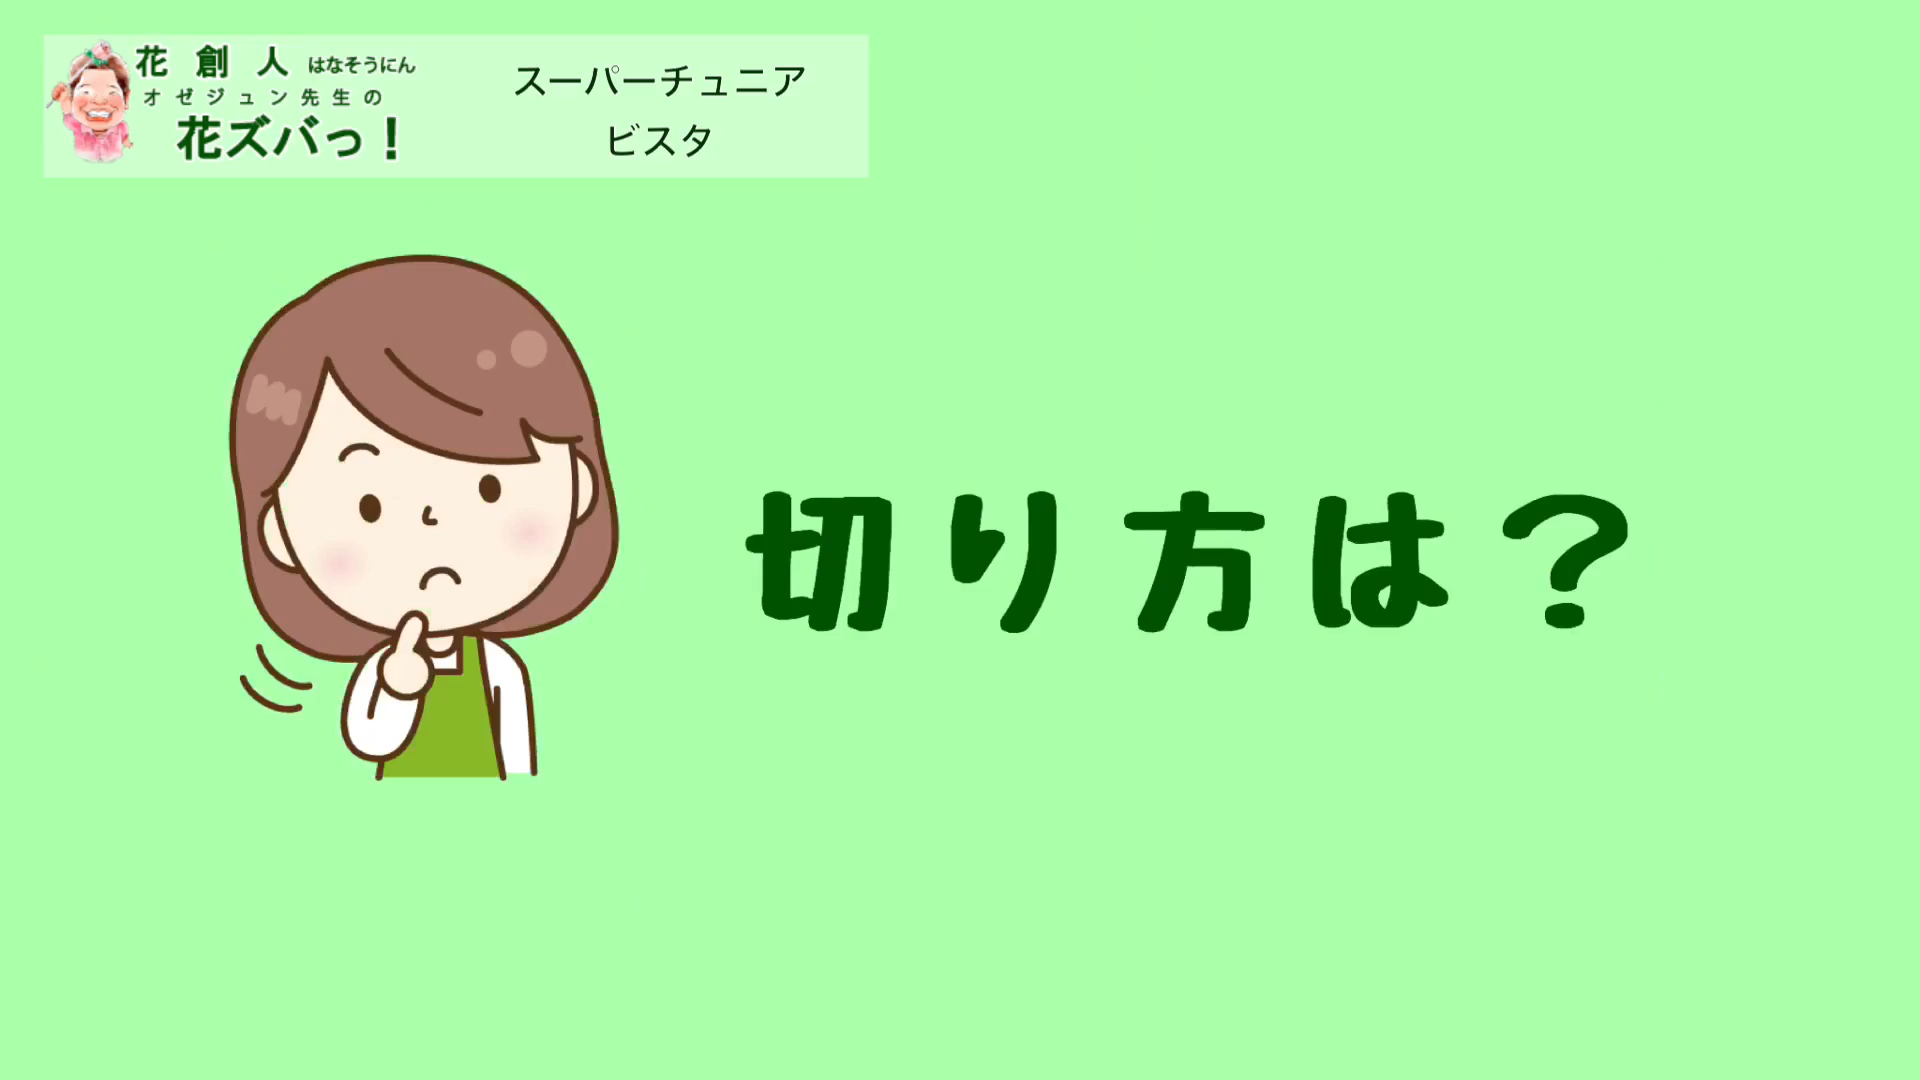 花創人 はなそうにん
オゼジュン先生の
花ズバっ！
スーパーチュニア
ビスタ
切り方は？